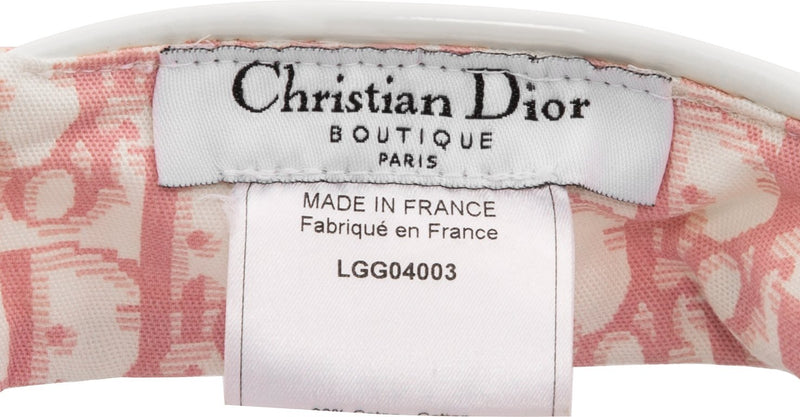 Christian Dior
BOUTIQUE
PARIS
MADE IN FRANCE
Fabriqué en France
LGG04003